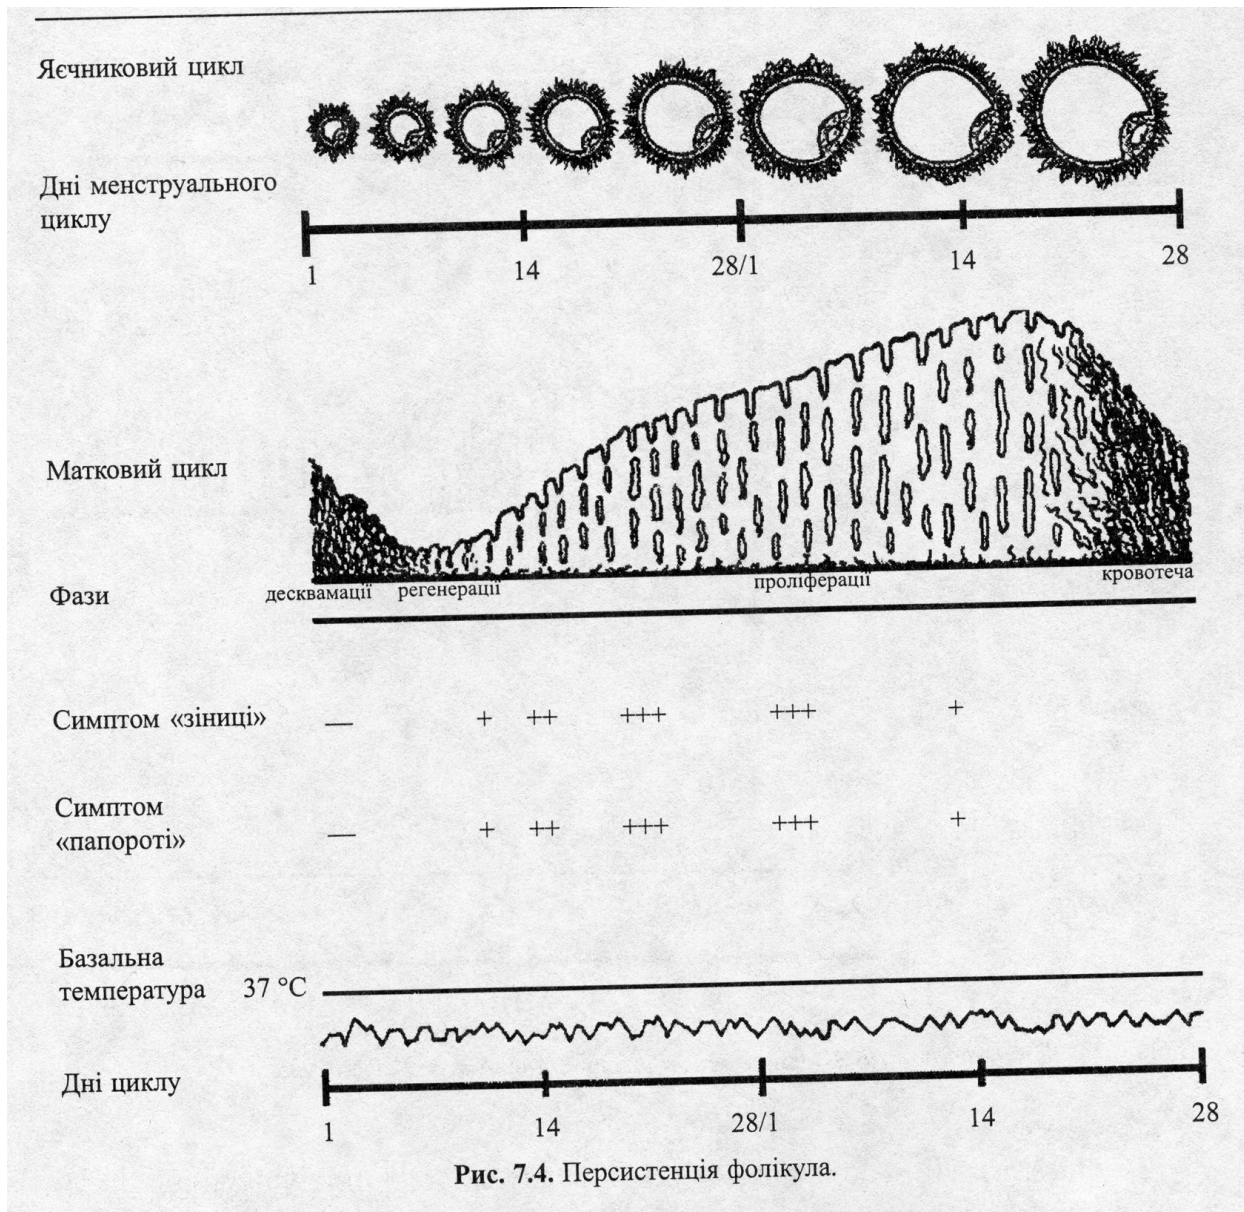 Яєчниковий цикл
Дні менструального
циклу
1 14 28/1 14 28
Матковий цикл
Фази десквамації регенерації проліферації кровотеча
Симптом «зіниці» — + ++ +++ +++ +
Симптом
«папороті» — + ++ +++ +++ +
Базальна
температура 37 °C
Дні циклу
1 14 28/1 14 28
Рис. 7.4. Персистенція фолікула.